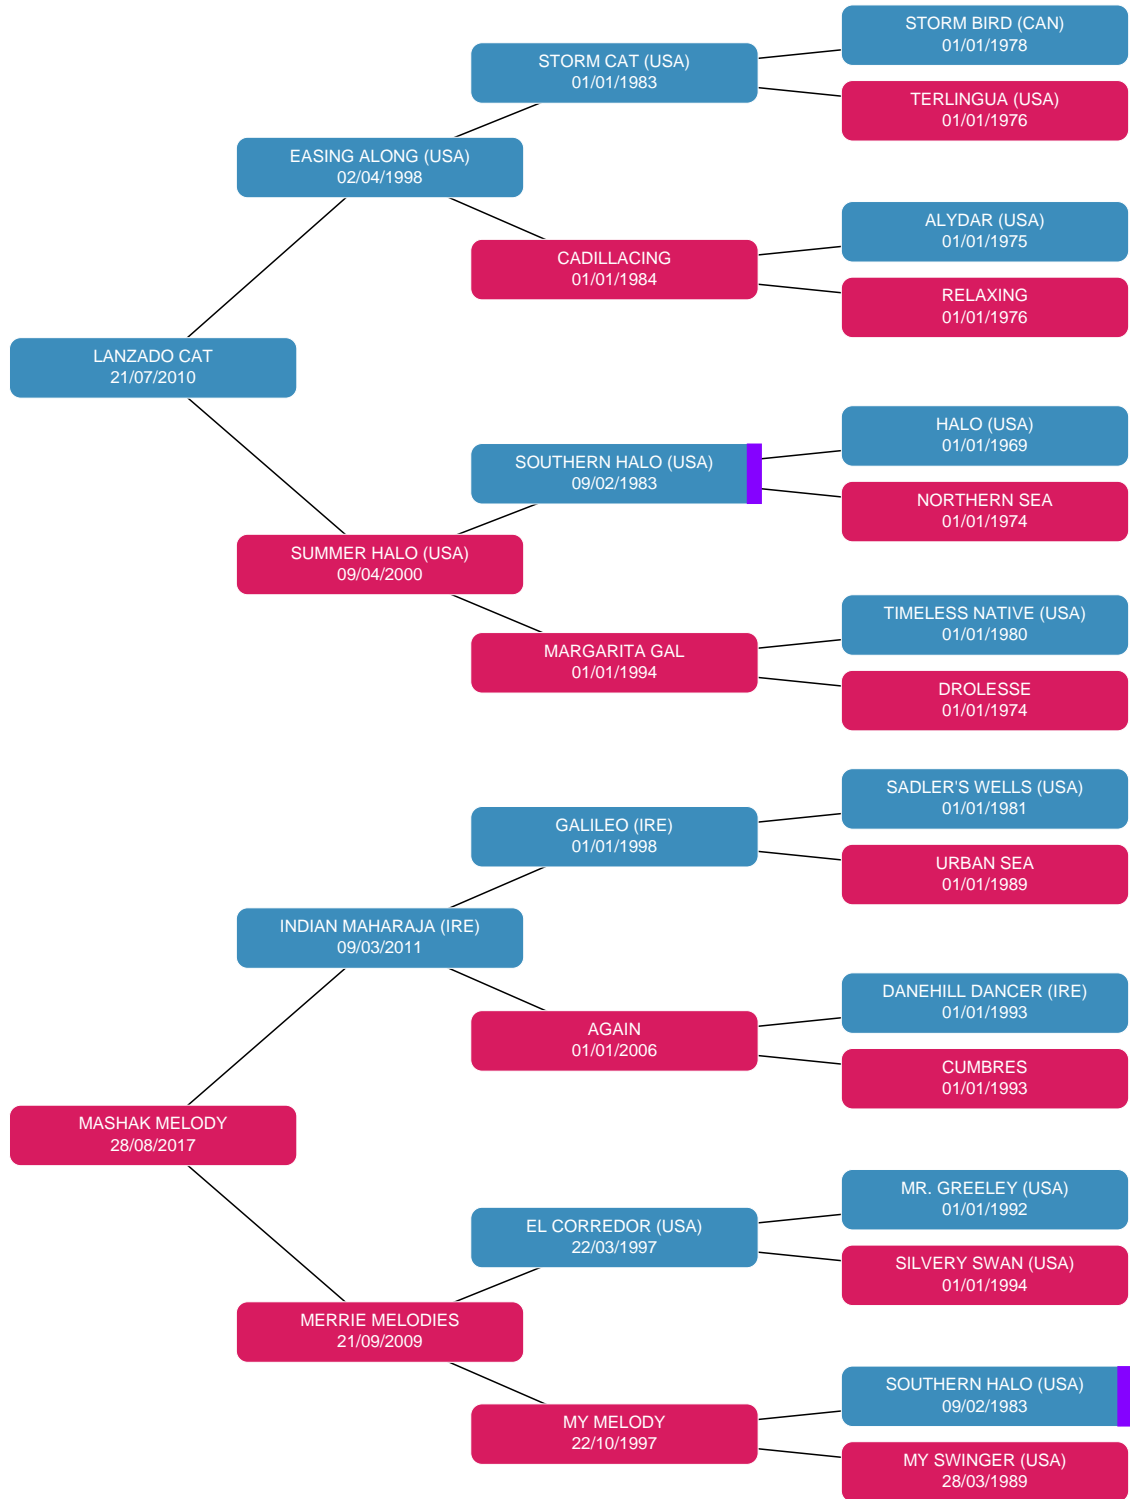 STORM BIRD (CAN)
01/01/1978
STORM CAT (USA)
01/01/1983
TERLINGUA (USA)
01/01/1976
EASING ALONG (USA)
02/04/1998
ALYDAR (USA)
01/01/1975
CADILLACING
01/01/1984
RELAXING
01/01/1976
LANZADO CAT
21/07/2010
HALO (USA)
01/01/1969
SOUTHERN HALO (USA)
09/02/1983
NORTHERN SEA
01/01/1974
SUMMER HALO (USA)
09/04/2000
TIMELESS NATIVE (USA)
01/01/1980
MARGARITA GAL
01/01/1994
DROLESSE
01/01/1974
SADLER'S WELLS (USA)
01/01/1981
GALILEO (IRE)
01/01/1998
URBAN SEA
01/01/1989
INDIAN MAHARAJA (IRE)
09/03/2011
DANEHILL DANCER (IRE)
01/01/1993
AGAIN
01/01/2006
CUMBRES
01/01/1993
MASHAK MELODY
28/08/2017
MR. GREELEY (USA)
01/01/1992
EL CORREDOR (USA)
22/03/1997
SILVERY SWAN (USA)
01/01/1994
MERRIE MELODIES
21/09/2009
SOUTHERN HALO (USA)
09/02/1983
MY MELODY
22/10/1997
MY SWINGER (USA)
28/03/1989